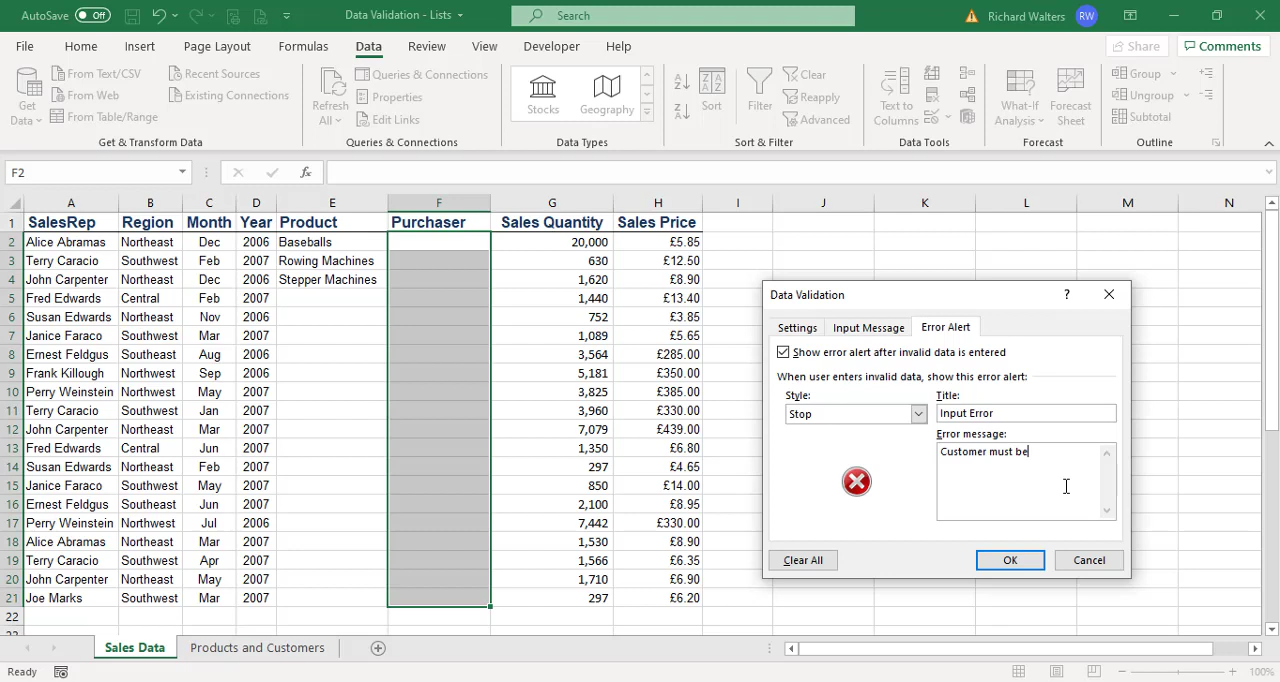 AutoSave Off Data Validation - Lists Search Richard Walters RW
File Home Insert Page Layout Formulas Data Review View Developer Help Share Comments
Get Data From Text/CSV From Web From Table/Range Recent Sources Existing Connections
Get & Transform Data
Refresh All Queries & Connections Properties Edit Links
Queries & Connections
Stocks Geography
Data Types
Sort Filter Clear Reapply Advanced
Sort & Filter
Text to Columns
Data Tools
What-If Analysis Forecast Sheet
Forecast
Group Ungroup Subtotal
Outline
F2 fx
A B C D E F G H I J K L M N
1 SalesRep Region Month Year Product Purchaser Sales Quantity Sales Price
2 Alice Abramas Northeast Dec 2006 Baseballs 20,000 £5.85
3 Terry Caracio Southwest Feb 2007 Rowing Machines 630 £12.50
4 John Carpenter Northeast Dec 2006 Stepper Machines 1,620 £8.90
5 Fred Edwards Central Feb 2007 1,440 £13.40
6 Susan Edwards Northeast Nov 2006 752 £3.85
7 Janice Faraco Southwest Mar 2007 1,089 £5.65
8 Ernest Feldgus Southeast Aug 2006 3,564 £285.00
9 Frank Killough Northwest Sep 2006 5,181 £350.00
10 Perry Weinstein Northwest May 2007 3,825 £385.00
11 Terry Caracio Southwest Jan 2007 3,960 £330.00
12 John Carpenter Northeast Mar 2007 7,079 £439.00
13 Fred Edwards Central Jun 2007 1,350 £6.80
14 Susan Edwards Northeast Feb 2007 297 £4.65
15 Janice Faraco Southwest May 2007 850 £14.00
16 Ernest Feldgus Southeast Jun 2007 2,100 £8.95
17 Perry Weinstein Northwest Jul 2006 7,442 £330.00
18 Alice Abramas Northeast Mar 2007 1,530 £8.90
19 Terry Caracio Southwest Apr 2007 1,566 £6.35
20 John Carpenter Northeast May 2007 1,710 £6.90
21 Joe Marks Southwest Mar 2007 297 £6.20
22
Data Validation ?
Settings Input Message Error Alert
Show error alert after invalid data is entered
When user enters invalid data, show this error alert:
Style: Title:
Stop Input Error
Error message:
Customer must be
Clear All OK Cancel
Sales Data Products and Customers
Ready 100%